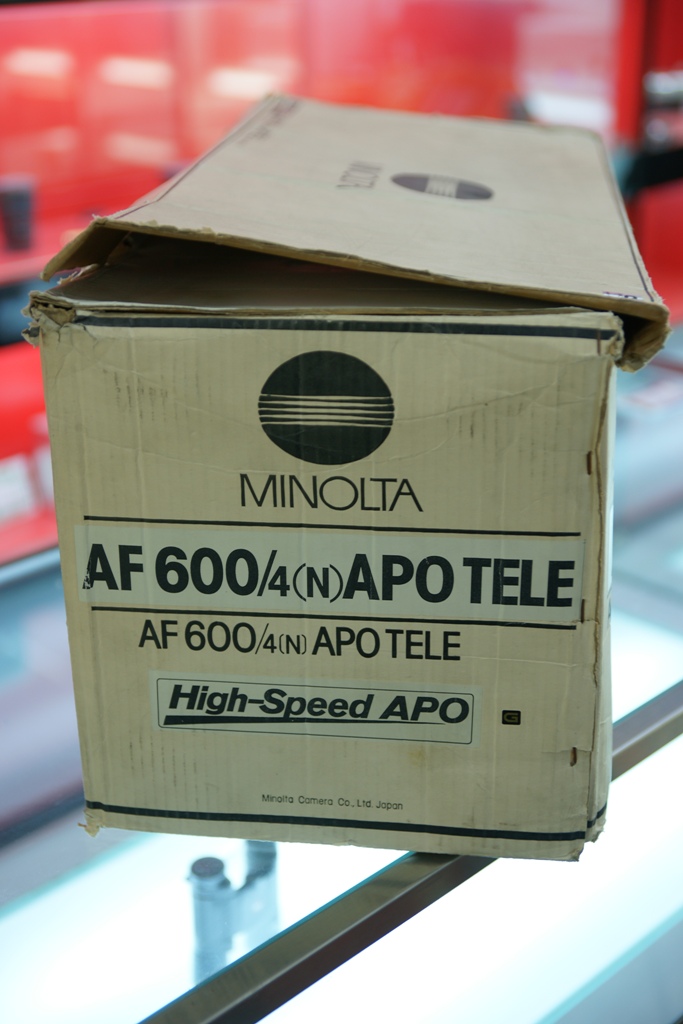 MINOLTA
MINOLTA
AF 600/4(N) APO TELE
AF 600/4(N) APO TELE
High-Speed APO
G
Minolta Camera Co., Ltd. Japan